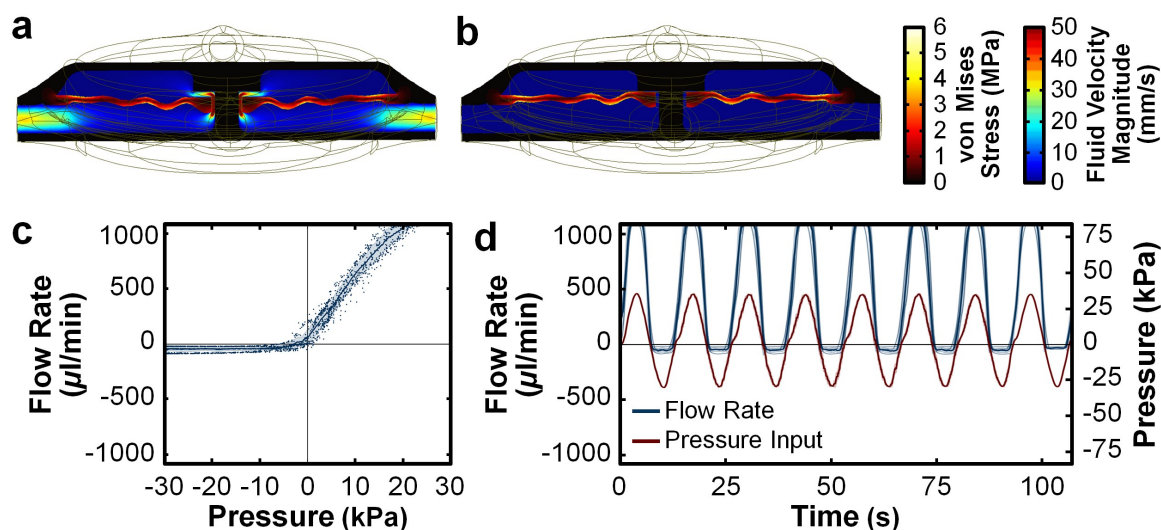 a
b
6
5
4
3
2
1
0
von Mises
Stress (MPa)
50
40
30
20
10
0
Fluid Velocity
Magnitude
(mm/s)
c
1000
500
0
-500
-1000
Flow Rate
(µl/min)
-30 -20 -10 0 10 20 30
Pressure (kPa)
d
1000
500
0
-500
-1000
Flow Rate
(µl/min)
Flow Rate
Pressure Input
75
50
25
0
-25
-50
-75
Pressure (kPa)
0 25 50 75 100
Time (s)